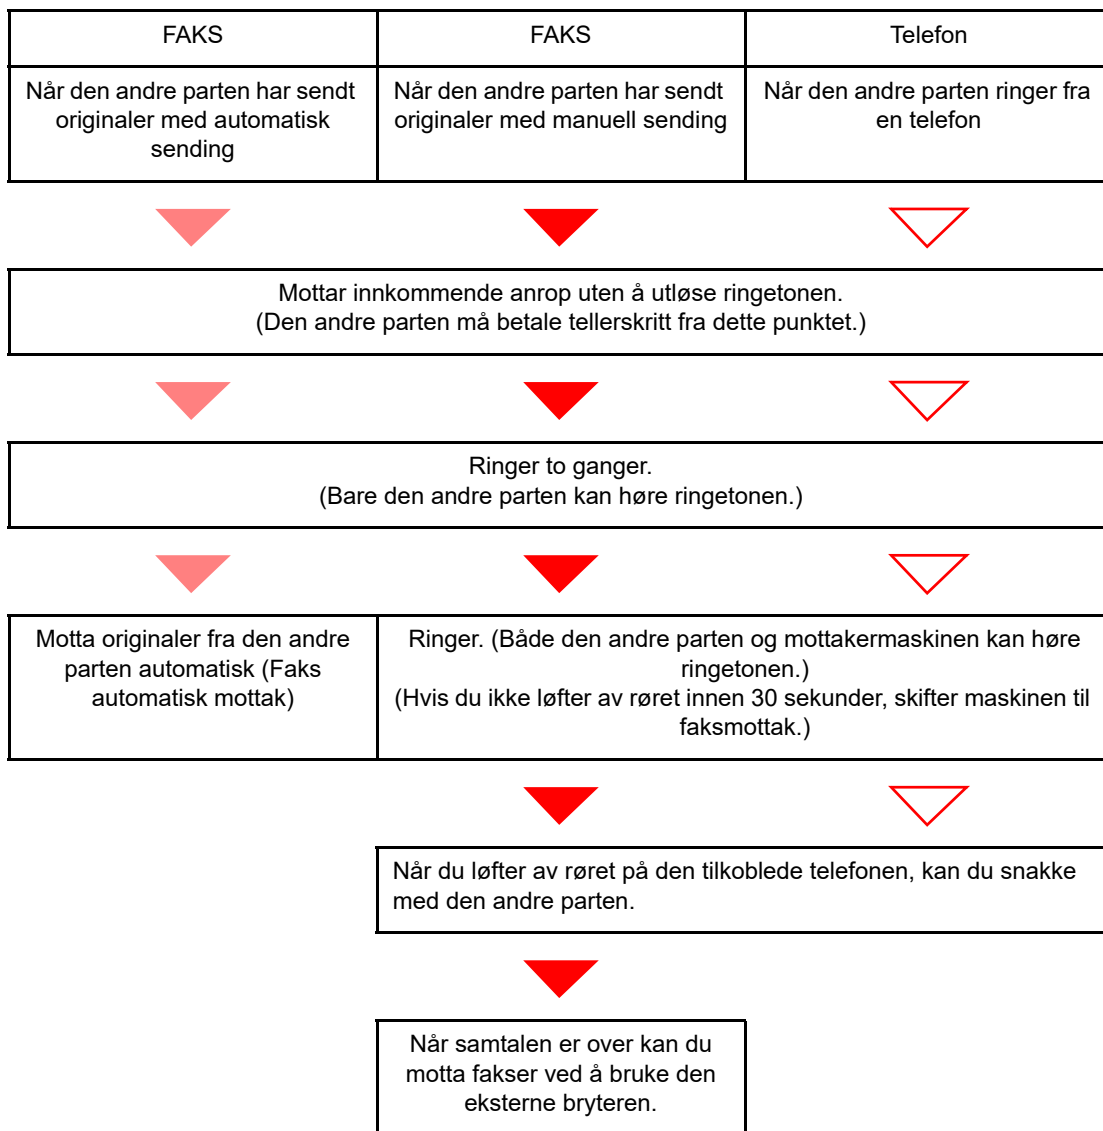 FAKS
FAKS
Telefon
Når den andre parten har sendt
originaler med automatisk
sending
Når den andre parten har sendt
originaler med manuell sending
Når den andre parten ringer fra
en telefon
Mottar innkommende anrop uten å utløse ringetonen.
(Den andre parten må betale tellerskritt fra dette punktet.)
Ringer to ganger.
(Bare den andre parten kan høre ringetonen.)
Motta originaler fra den andre
parten automatisk (Faks
automatisk mottak)
Ringer. (Både den andre parten og mottakermaskinen kan høre
ringetonen.)
(Hvis du ikke løfter av røret innen 30 sekunder, skifter maskinen til
faksmottak.)
Når du løfter av røret på den tilkoblede telefonen, kan du snakke
med den andre parten.
Når samtalen er over kan du
motta fakser ved å bruke den
eksterne bryteren.